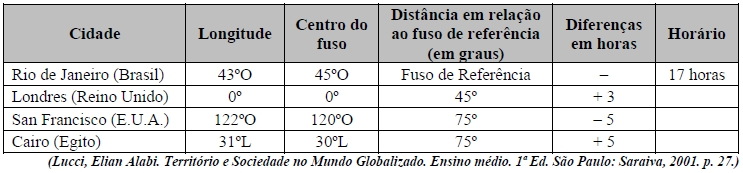 Cidade Longitude Centro do fuso Distância em relação ao fuso de referência (em graus) Diferenças em horas Horário
Rio de Janeiro (Brasil) 43ºO 45ºO Fuso de Referência – 17 horas
Londres (Reino Unido) 0º 0º 45º + 3
San Francisco (E.U.A.) 122ºO 120ºO 75º – 5
Cairo (Egito) 31ºL 30ºL 75º + 5
(Lucci, Elian Alabi. Território e Sociedade no Mundo Globalizado. Ensino médio. 1ª Ed. São Paulo: Saraiva, 2001. p. 27.)